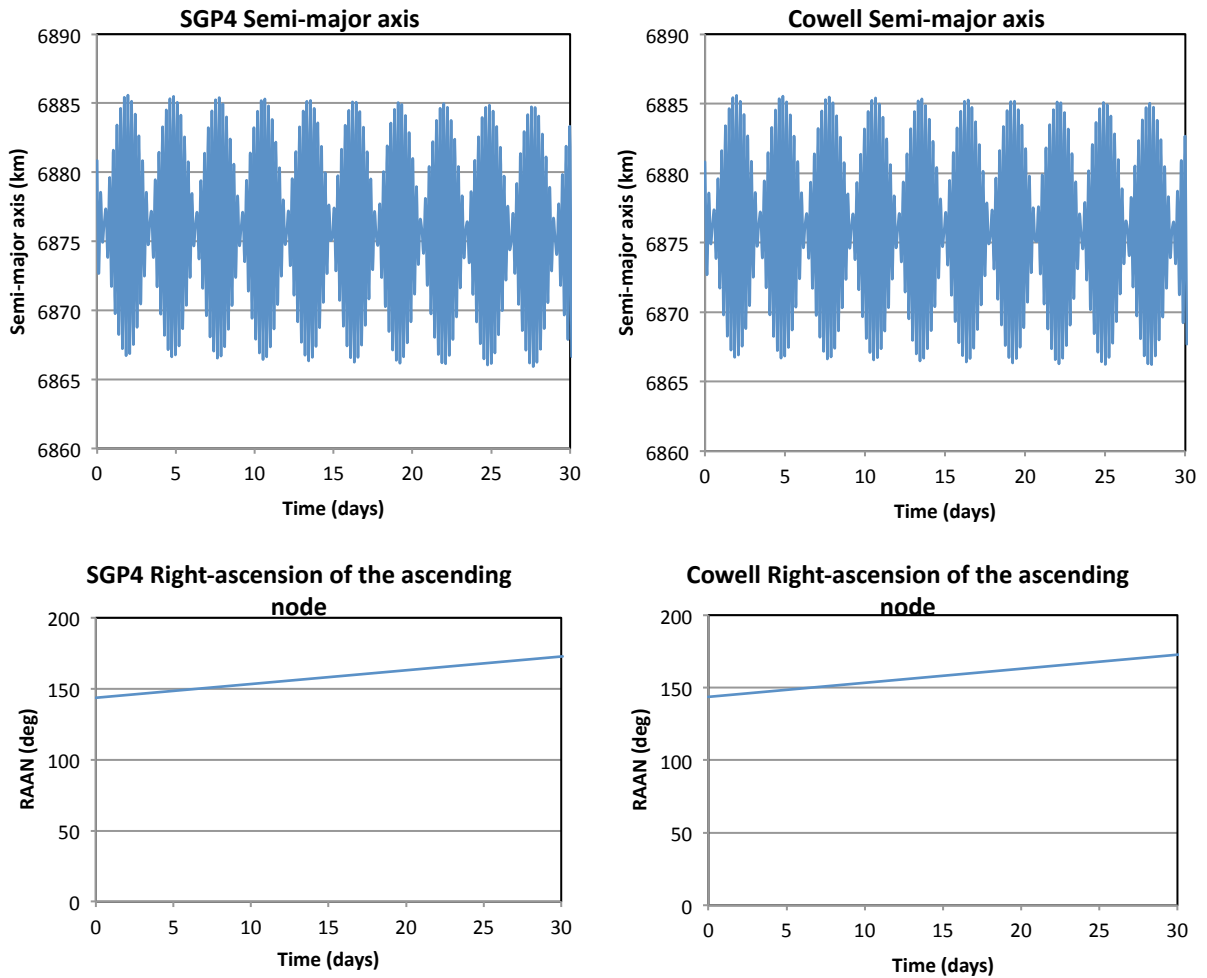 SGP4 Semi-major axis
6890
6885
6880
6875
6870
6865
6860
Semi-major axis (km)
0 5 10 15 20 25 30
Time (days)
Cowell Semi-major axis
6890
6885
6880
6875
6870
6865
6860
Semi-major axis (km)
0 5 10 15 20 25 30
Time (days)
SGP4 Right-ascension of the ascending
node
200
150
100
50
0
RAAN (deg)
0 5 10 15 20 25 30
Time (days)
Cowell Right-ascension of the ascending
node
200
150
100
50
0
RAAN (deg)
0 5 10 15 20 25 30
Time (days)